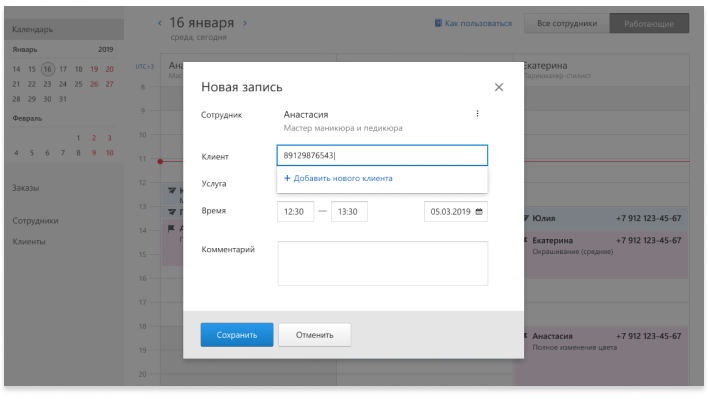 Календарь
‹ 16 января ›
среда, сегодня
Как пользоваться
Все сотрудники
Работающие
Январь 2019
14 15 16 17 18 19 20
21 22 23 24 25 26 27
28 29 30 31
Февраль
1 2 3
4 5 6 7 8 9 10
Заказы
Сотрудники
Клиенты
UTC+3
Екатерина
Парикмахер-стилист
8
9
10
11
12
13
14
15
16
17
18
19
20
Новая запись
Сотрудник Анастасия
Мастер маникюра и педикюра
Клиент 89129876543
+ Добавить нового клиента
Услуга
Время 12:30 — 13:30 05.03.2019
Комментарий
Сохранить Отменить
Юлия +7 912 123-45-67
Екатерина +7 912 123-45-67
Окрашивание (средние)
Анастасия +7 912 123-45-67
Полное изменение цвета